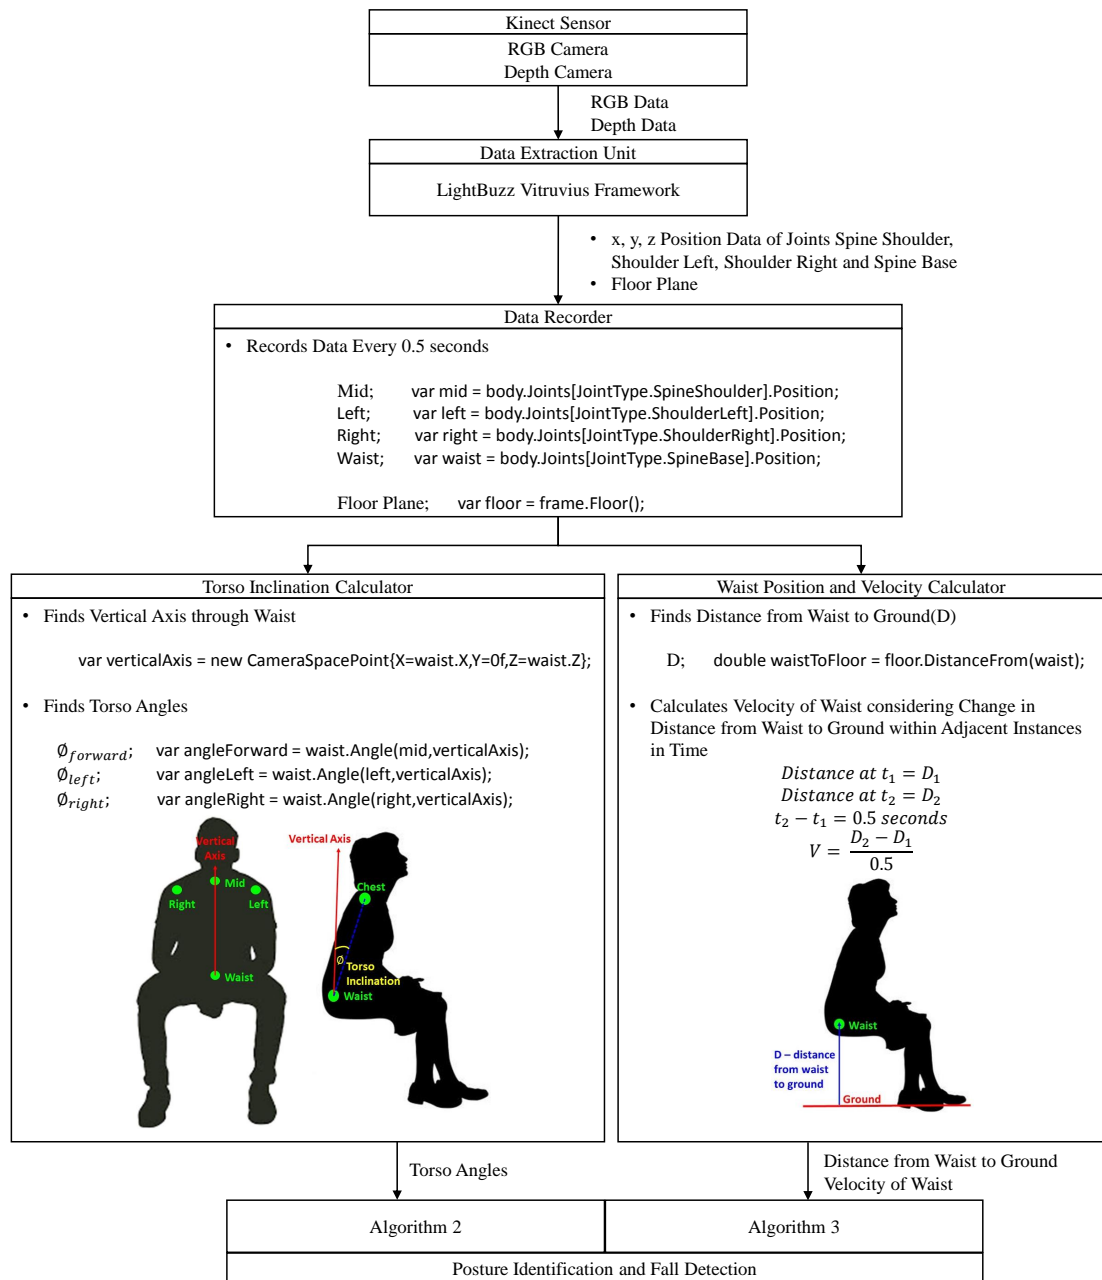 Kinect Sensor
RGB Camera
Depth Camera
RGB Data
Depth Data
Data Extraction Unit
LightBuzz Vitruvius Framework
• x, y, z Position Data of Joints Spine Shoulder,
Shoulder Left, Shoulder Right and Spine Base
• Floor Plane
Data Recorder
• Records Data Every 0.5 seconds
Mid; var mid = body.Joints[JointType.SpineShoulder].Position;
Left; var left = body.Joints[JointType.ShoulderLeft].Position;
Right; var right = body.Joints[JointType.ShoulderRight].Position;
Waist; var waist = body.Joints[JointType.SpineBase].Position;
Floor Plane; var floor = frame.Floor();
Torso Inclination Calculator
• Finds Vertical Axis through Waist
var verticalAxis = new CameraSpacePoint{X=waist.X,Y=0f,Z=waist.Z};
• Finds Torso Angles
∅forward; var angleForward = waist.Angle(mid,verticalAxis);
∅left; var angleLeft = waist.Angle(left,verticalAxis);
∅right; var angleRight = waist.Angle(right,verticalAxis);
Vertical
Axis
Mid
Right
Left
Waist
Vertical Axis
Chest
∅
Torso
Inclination
Waist
Waist Position and Velocity Calculator
• Finds Distance from Waist to Ground(D)
D; double waistToFloor = floor.DistanceFrom(waist);
• Calculates Velocity of Waist considering Change in
Distance from Waist to Ground within Adjacent Instances
in Time
Distance at t₁ = D₁
Distance at t₂ = D₂
t₂ − t₁ = 0.5 seconds
V = (D₂ − D₁) / 0.5
Waist
D – distance
from waist
to ground
Ground
Torso Angles
Distance from Waist to Ground
Velocity of Waist
Algorithm 2
Algorithm 3
Posture Identification and Fall Detection